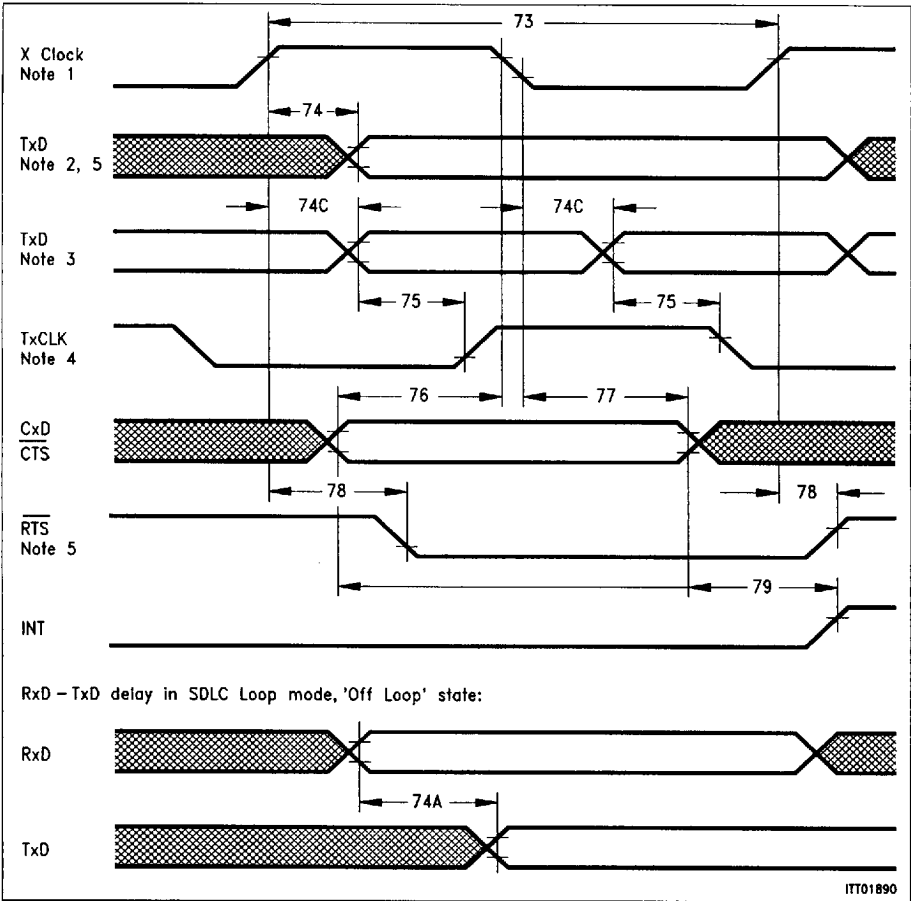 73
X Clock
Note 1
74
TxD
Note 2, 5
74C
74C
TxD
Note 3
75
75
TxCLK
Note 4
76
77
CxD
CTS
78
78
RTS
Note 5
79
INT
RxD – TxD delay in SDLC Loop mode, 'Off Loop' state:
RxD
74A
TxD
ITT01890